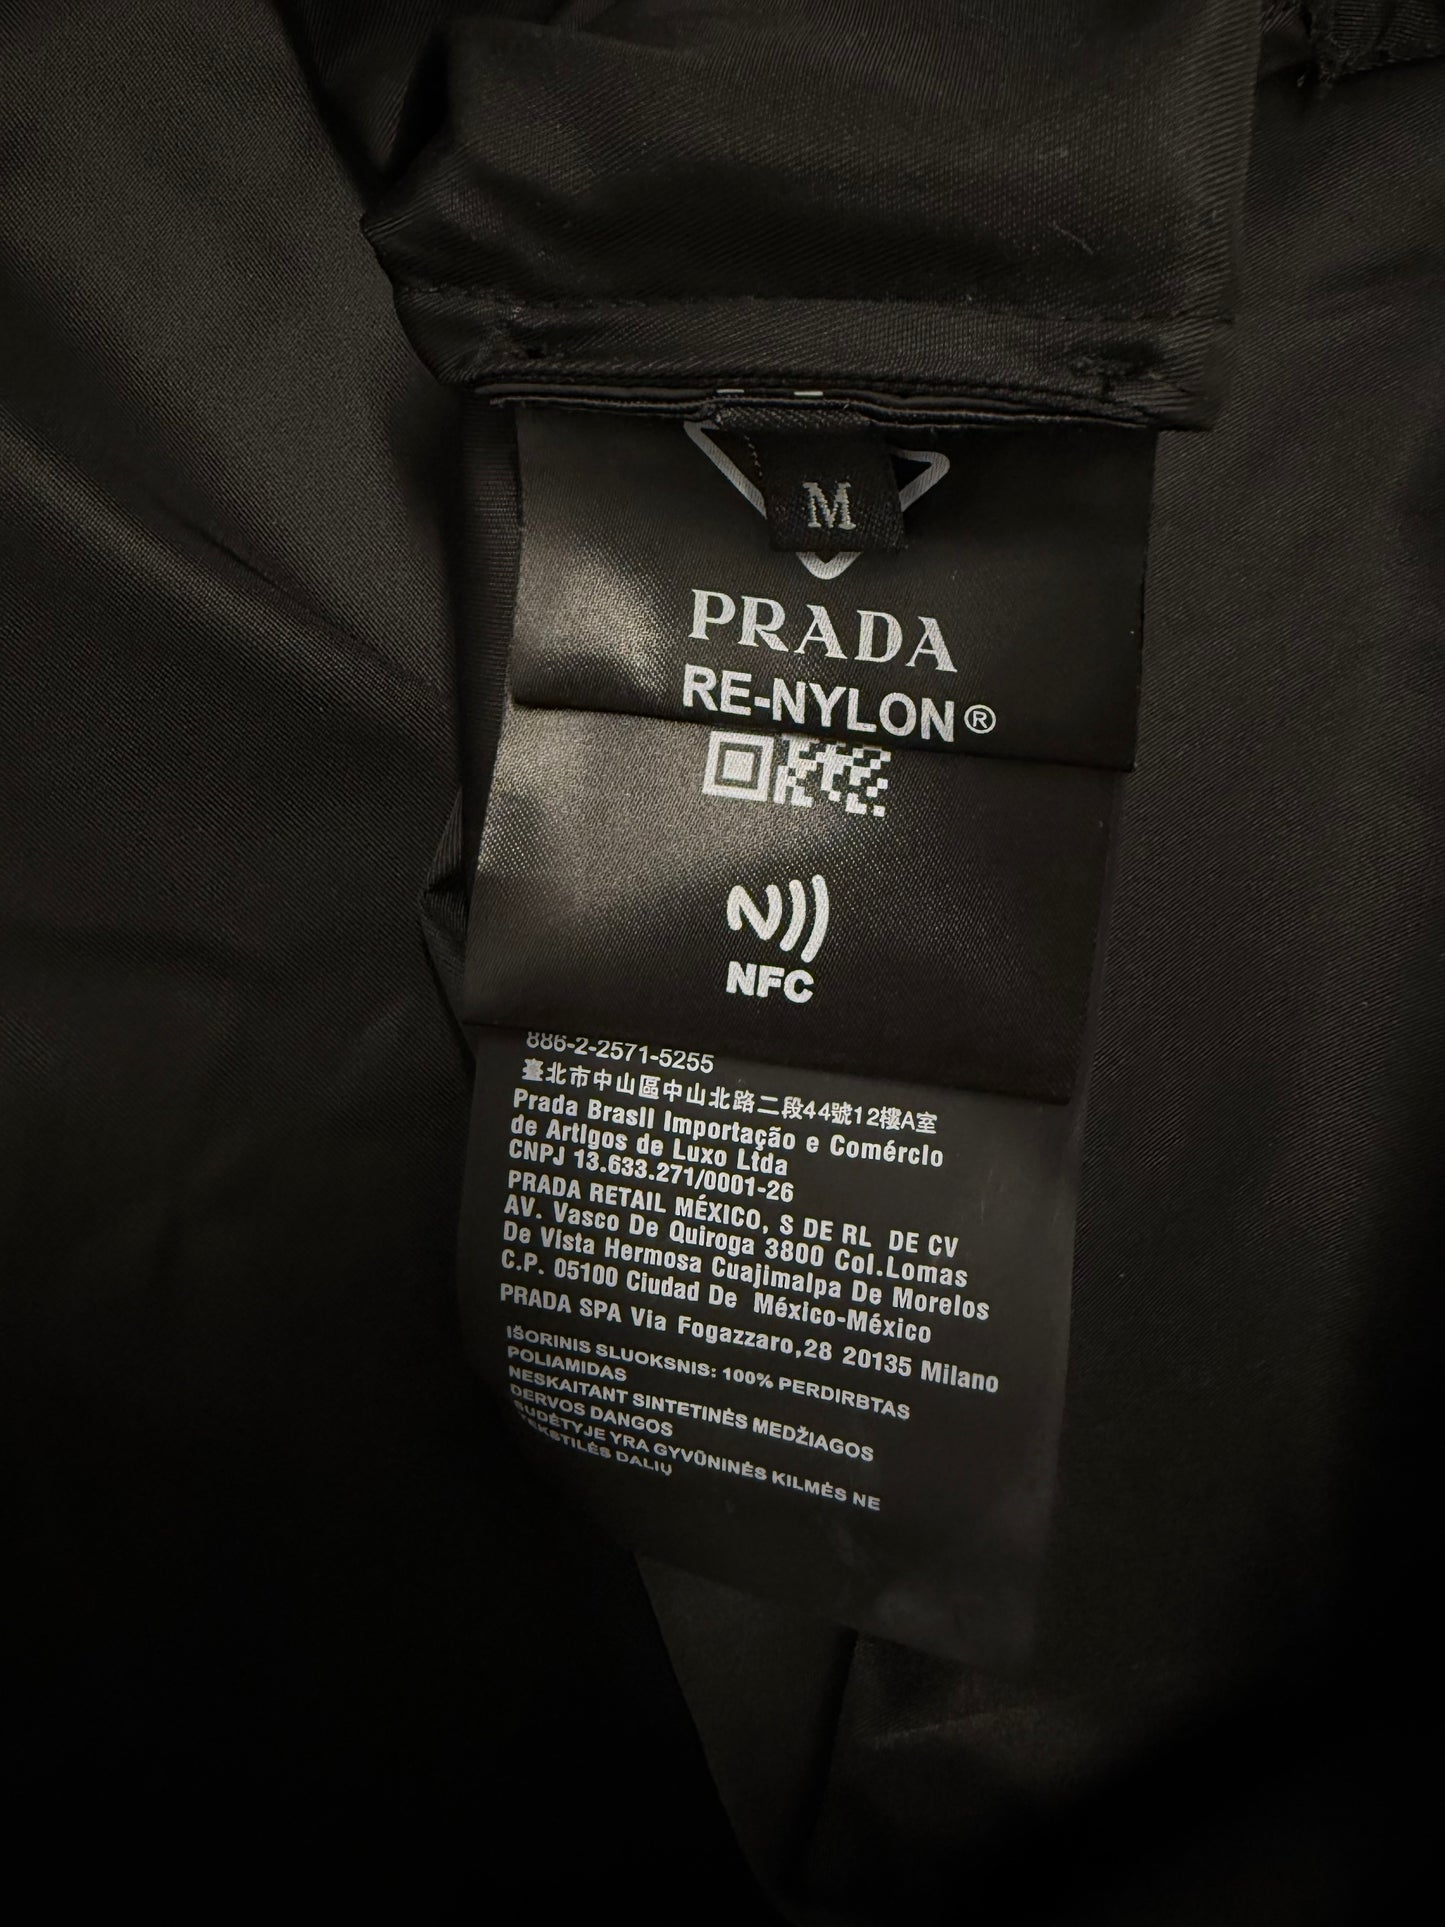 M
PRADA
RE-NYLON®
NFC
886-2-2571-5255
臺北市中山區中山北路二段44號12樓A室
Prada Brasil Importação e Comércio
de Artigos de Luxo Ltda
CNPJ 13.633.271/0001-26
PRADA RETAIL MÉXICO, S DE RL DE CV
AV. Vasco De Quiroga 3800 Col.Lomas
De Vista Hermosa Cuajimalpa De Morelos
C.P. 05100 Ciudad De México-México
PRADA SPA Via Fogazzaro,28 20135 Milano
IŠORINIS SLUOKSNIS: 100% PERDIRBTAS
POLIAMIDAS
NESKAITANT SINTETINĖS MEDŽIAGOS
DERVOS DANGOS
SUDĖTYJE YRA GYVŪNINĖS KILMĖS NE
TEKSTILĖS DALIŲ